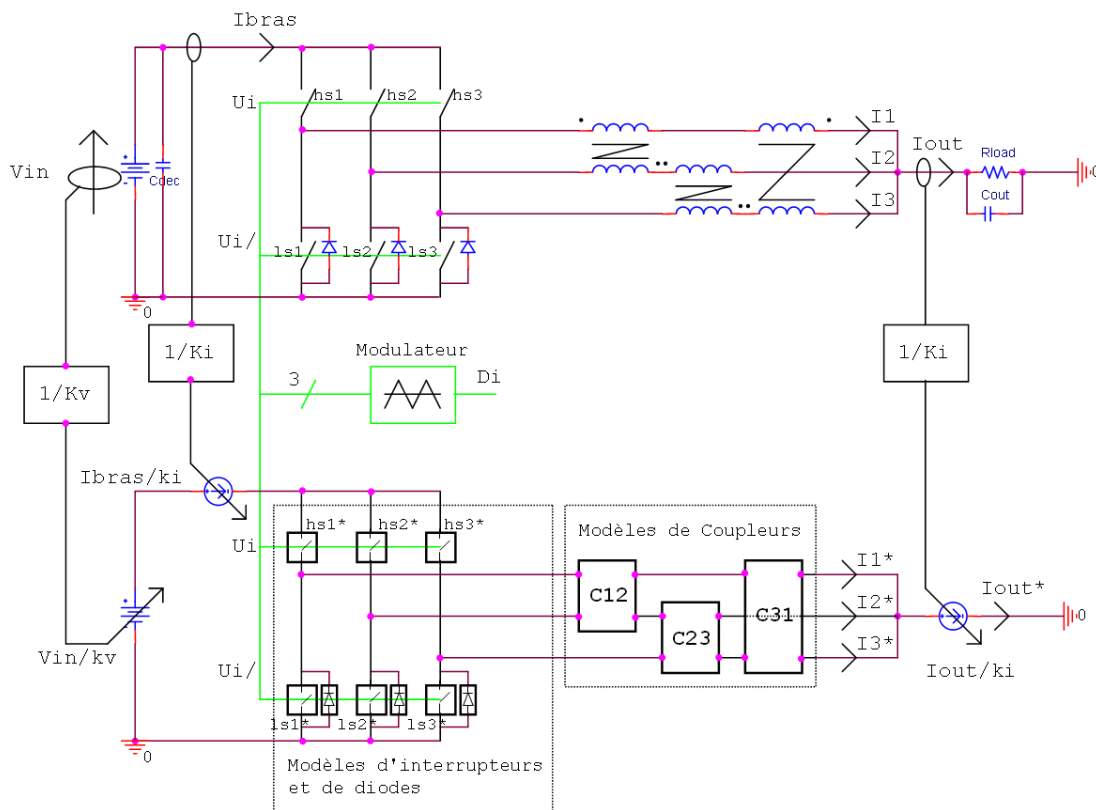 Ibras
Vin
Cdec
Ui
hs1
hs2
hs3
I1
I2
I3
Iout
Rload
Cout
0
Ui/
ls1
ls2
ls3
0
1/Kv
1/Ki
Modulateur
3
Di
1/Ki
Ibras/ki
Vin/kv
Ui
hs1*
hs2*
hs3*
Modèles de Coupleurs
C12
C23
C31
I1*
I2*
I3*
Iout*
0
Iout/ki
Ui/
ls1*
ls2*
ls3*
0
Modèles d'interrupteurs
et de diodes